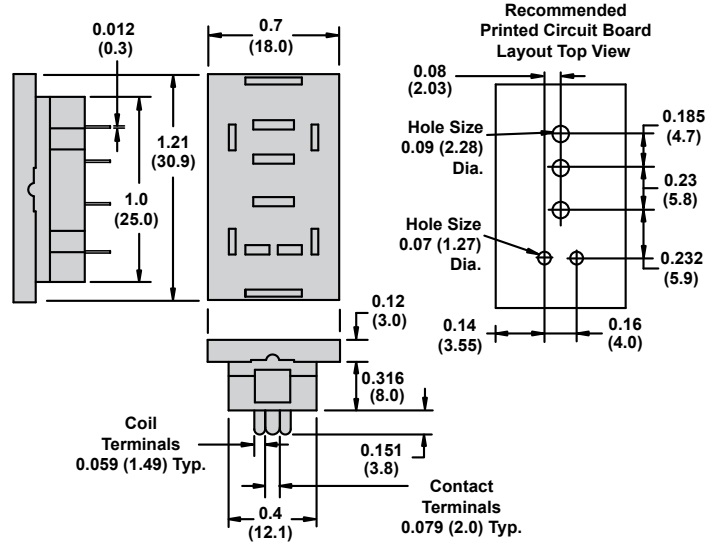 0.012
(0.3)
0.7
(18.0)
1.21
(30.9)
1.0
(25.0)
Recommended
Printed Circuit Board
Layout Top View
0.08
(2.03)
Hole Size
0.09 (2.28)
Dia.
0.185
(4.7)
0.23
(5.8)
Hole Size
0.07 (1.27)
Dia.
0.232
(5.9)
0.14
(3.55)
0.16
(4.0)
0.12
(3.0)
0.316
(8.0)
Coil
Terminals
0.059 (1.49) Typ.
0.151
(3.8)
Contact
Terminals
0.079 (2.0) Typ.
0.4
(12.1)